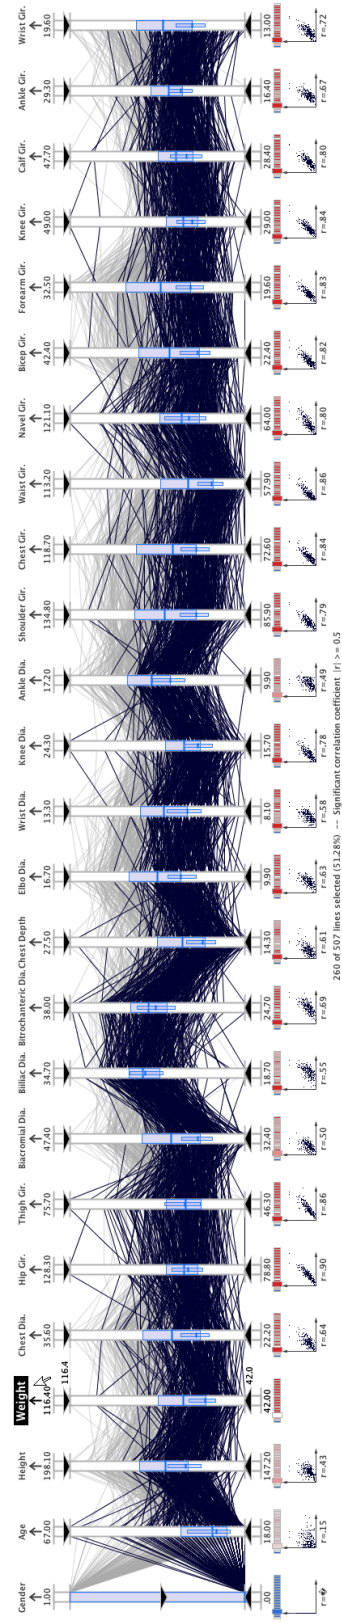 Gender Age Height Weight Chest Dia. Hip Gir. Thigh Gir. Biacromial Dia. Biiliac Dia. Bitrochanteric Dia. Chest Depth Elbo Dia. Wrist Dia. Knee Dia. Ankle Dia. Shoulder Gir. Chest Gir. Waist Gir. Navel Gir. Bicep Gir. Forearm Gir. Knee Gir. Calf Gir. Ankle Gir. Wrist Gir.
1.00 67.00 198.10 116.40 35.60 128.30 75.70 47.40 34.70 38.00 27.50 16.70 13.30 24.30 17.20 134.80 118.70 113.20 121.10 42.40 32.50 49.00 47.70 29.30 19.60
116.4
42.0
.00 18.00 147.20 42.00 22.20 78.80 46.30 32.40 18.70 24.70 14.30 9.90 8.10 15.70 9.90 85.90 72.60 57.90 64.00 22.40 19.60 29.00 28.40 16.40 13.00
r=� r=.15 r=.43 r=.64 r=.90 r=.86 r=.50 r=.55 r=.69 r=.61 r=.63 r=.58 r=.78 r=.49 r=.79 r=.84 r=.86 r=.80 r=.82 r=.83 r=.84 r=.80 r=.67 r=.72
260 of 507 lines selected (51.28%) -- Significant correlation coefficient |r| >= 0.5